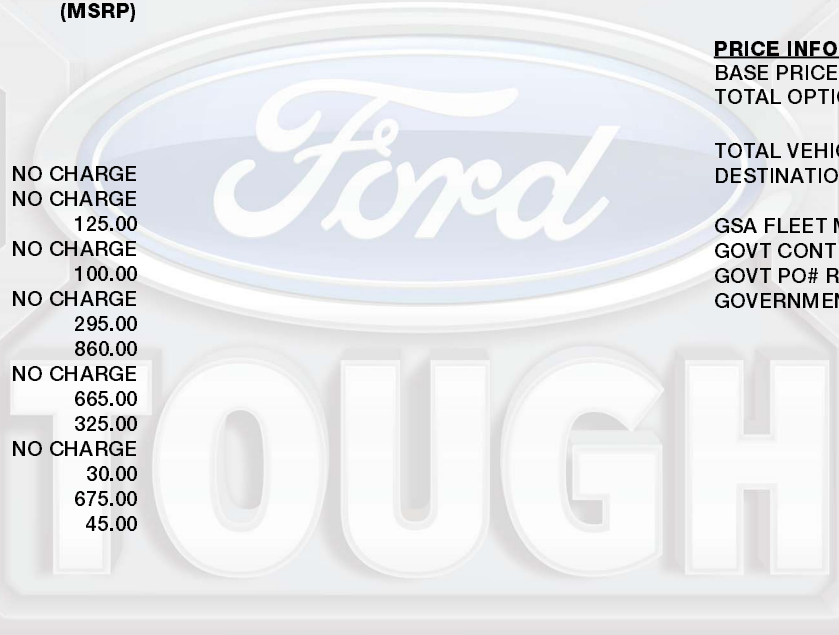 (MSRP)
NO CHARGE
NO CHARGE
125.00
NO CHARGE
100.00
NO CHARGE
295.00
860.00
NO CHARGE
665.00
325.00
NO CHARGE
30.00
675.00
45.00
PRICE INFO
BASE PRICE
TOTAL OPTIO
TOTAL VEHIC
DESTINATIO
GSA FLEET M
GOVT CONT
GOVT PO# R
GOVERNMEN
Ford
TOUGH